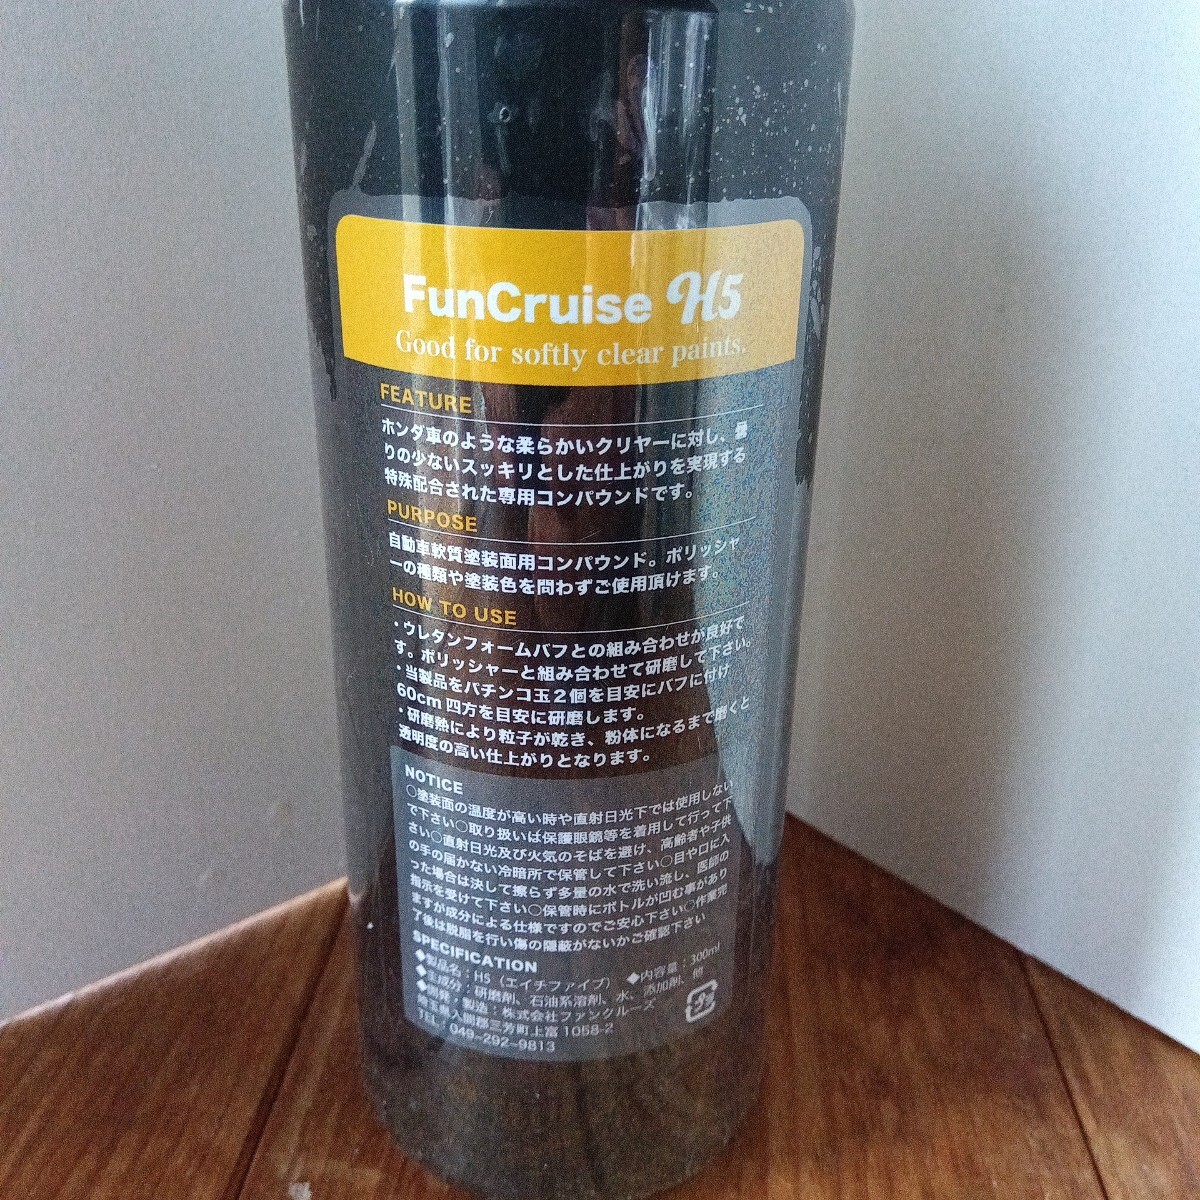 FunCruise H5
Good for softly clear paints.
FEATURE
ホンダ車のような柔らかいクリヤーに対し、曇
りの少ないスッキリとした仕上がりを実現する
特殊配合された専用コンパウンドです。
PURPOSE
自動車軟質塗装面用コンパウンド。ポリッシャ
ーの種類や塗装色を問わずご使用頂けます。
HOW TO USE
・ウレタンフォームバフとの組み合わせが良好で
す。ポリッシャーと組み合わせて研磨して下さい。
・当製品をパチンコ玉2個を目安にバフに付け
60cm四方を目安に研磨します。
・研磨熱により粒子が乾き、粉体になるまで磨くと
透明度の高い仕上がりとなります。
NOTICE
○塗装面の温度が高い時や直射日光下では使用しない
で下さい○取り扱いは保護眼鏡等を着用して行って下
さい○直射日光及び火気のそばを避け、高齢者や子供
の手の届かない冷暗所で保管して下さい○目や口に入
った場合は決して擦らず多量の水で洗い流し、医師の
指示を受けて下さい○保管時にボトルが凹む事があり
ますが成分による仕様ですのでご安心下さい○作業完
了後は脱脂を行い傷の隠蔽がないかご確認下さい
SPECIFICATION
◆製品名：H5（エイチファイブ） ◆内容量：300ml
◆主成分：研磨剤、石油系溶剤、水、添加剤、他
◆開発・製造：株式会社ファンクルーズ
埼玉県入間郡三芳町上富1058-2
TEL：049-292-9813
プラ